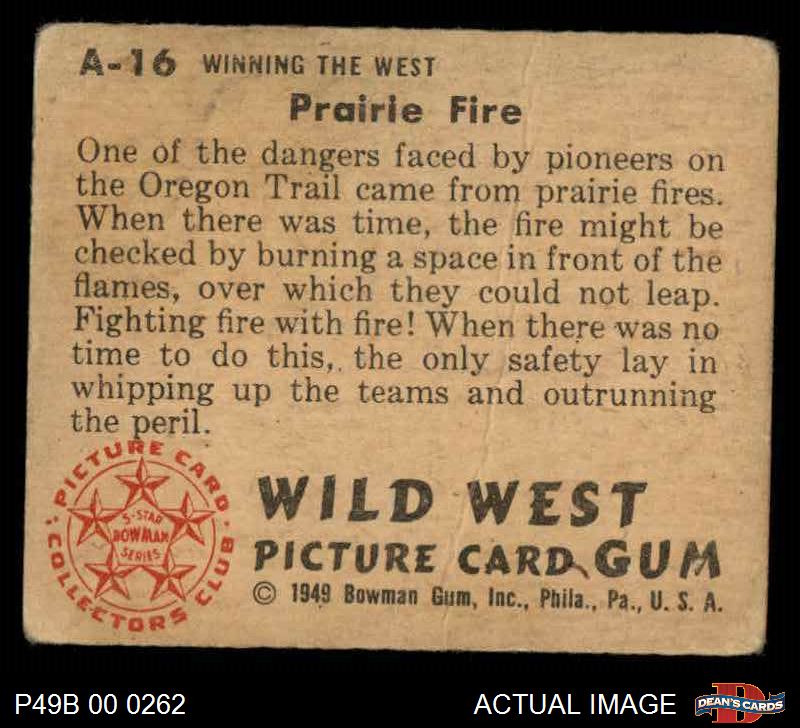 A-16 WINNING THE WEST
Prairie Fire
One of the dangers faced by pioneers on
the Oregon Trail came from prairie fires.
When there was time, the fire might be
checked by burning a space in front of the
flames, over which they could not leap.
Fighting fire with fire! When there was no
time to do this, the only safety lay in
whipping up the teams and outrunning
the peril.
PICTURE CARD
COLLECTORS CLUB
5-STAR
BOWMAN
SERIES
WILD WEST
PICTURE CARD GUM
© 1949 Bowman Gum, Inc., Phila., Pa., U. S. A.
P49B 00 0262
ACTUAL IMAGE
DEAN'S CARDS